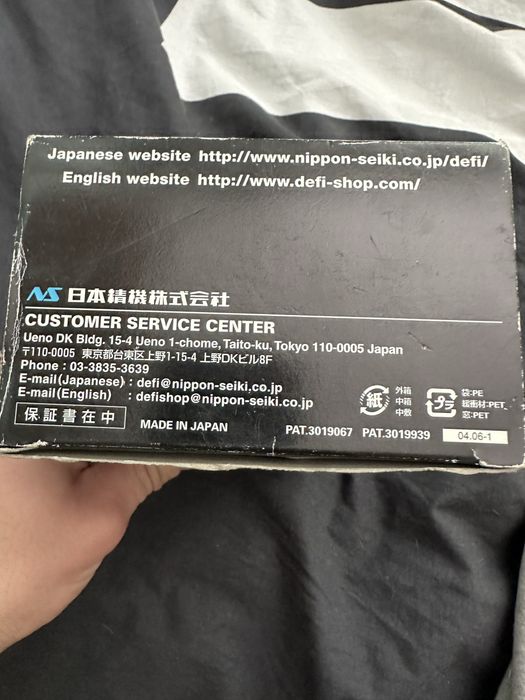 Japanese website http://www.nippon-seiki.co.jp/defi/
English website http://www.defi-shop.com/
NS 日本精機株式会社
CUSTOMER SERVICE CENTER
Ueno DK Bldg. 15-4 Ueno 1-chome, Taito-ku, Tokyo 110-0005 Japan
〒110-0005 東京都台東区上野1-15-4 上野DKビル8F
Phone : 03-3835-3639
E-mail(Japanese) : defi@nippon-seiki.co.jp
E-mail(English) : defishop@nippon-seiki.co.jp
保証書在中
MADE IN JAPAN
PAT.3019067 PAT.3019939
04.06-1
紙
外箱
中箱
中敷
プラ
袋:PE
緩衝材:PET
窓:PET